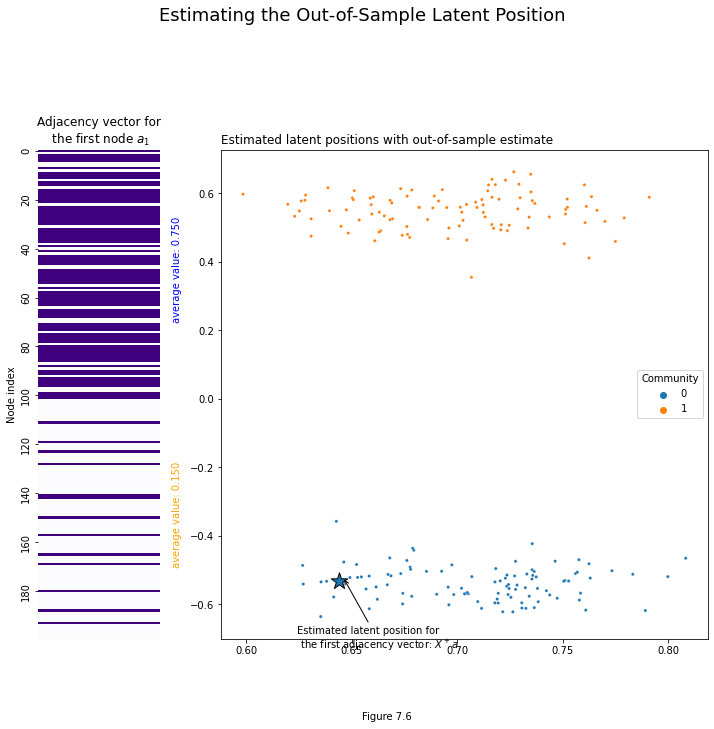 Estimating the Out-of-Sample Latent Position
Adjacency vector for
the first node a₁
Node index
0
20
40
60
80
100
120
140
160
180
average value: 0.750
average value: 0.150
Estimated latent positions with out-of-sample estimate
0.6
0.4
0.2
0.0
−0.2
−0.4
−0.6
Community
0
1
Estimated latent position for
the first adjacency vector:
0.60
0.65
0.70
0.75
0.80
Figure 7.6